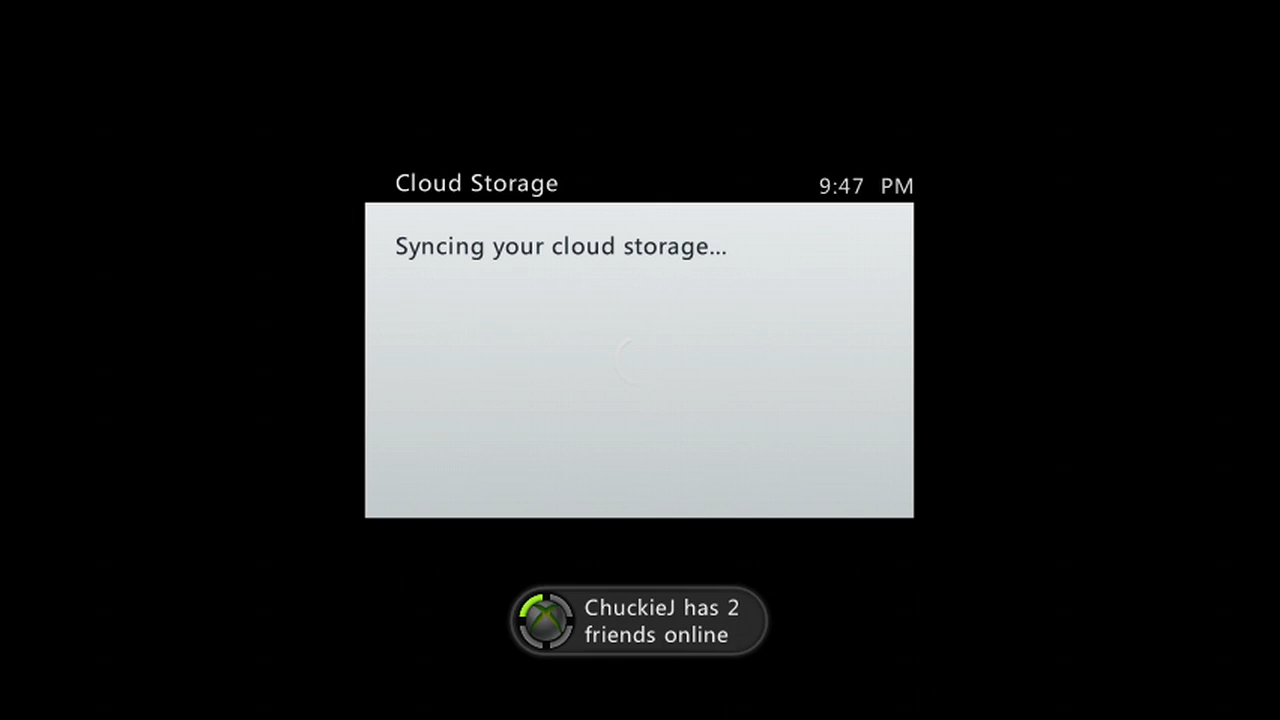 Cloud Storage 9:47 PM
Syncing your cloud storage...
ChuckieJ has 2
friends online